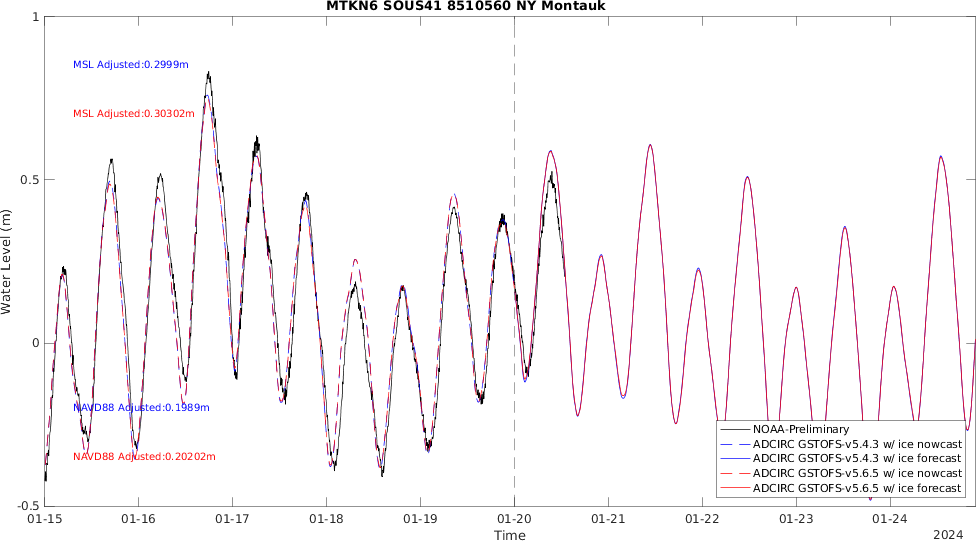 MTKN6 SOUS41 8510560 NY Montauk
1
MSL Adjusted:0.2999m
MSL Adjusted:0.30302m
0.5
Water Level (m)
0
NAVD88 Adjusted:0.1989m
NAVD88 Adjusted:0.20202m
-0.5
NOAA-Preliminary
ADCIRC GSTOFS-v5.4.3 w/ ice nowcast
ADCIRC GSTOFS-v5.4.3 w/ ice forecast
ADCIRC GSTOFS-v5.6.5 w/ ice nowcast
ADCIRC GSTOFS-v5.6.5 w/ ice forecast
01-15 01-16 01-17 01-18 01-19 01-20 01-21 01-22 01-23 01-24
Time
2024